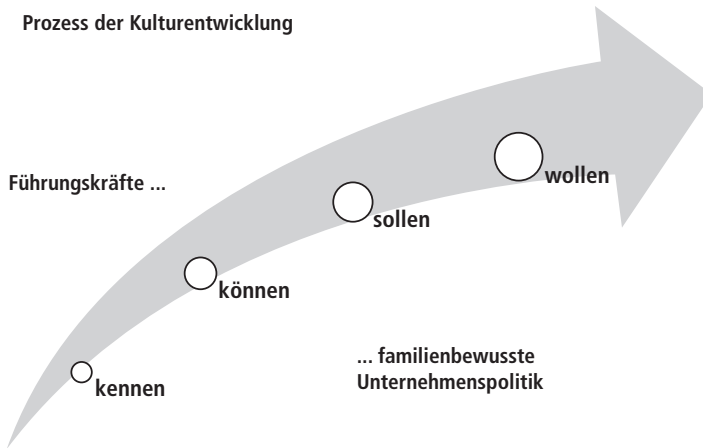 Prozess der Kulturentwicklung
Führungskräfte ...
wollen
sollen
können
kennen
... familienbewusste
Unternehmenspolitik